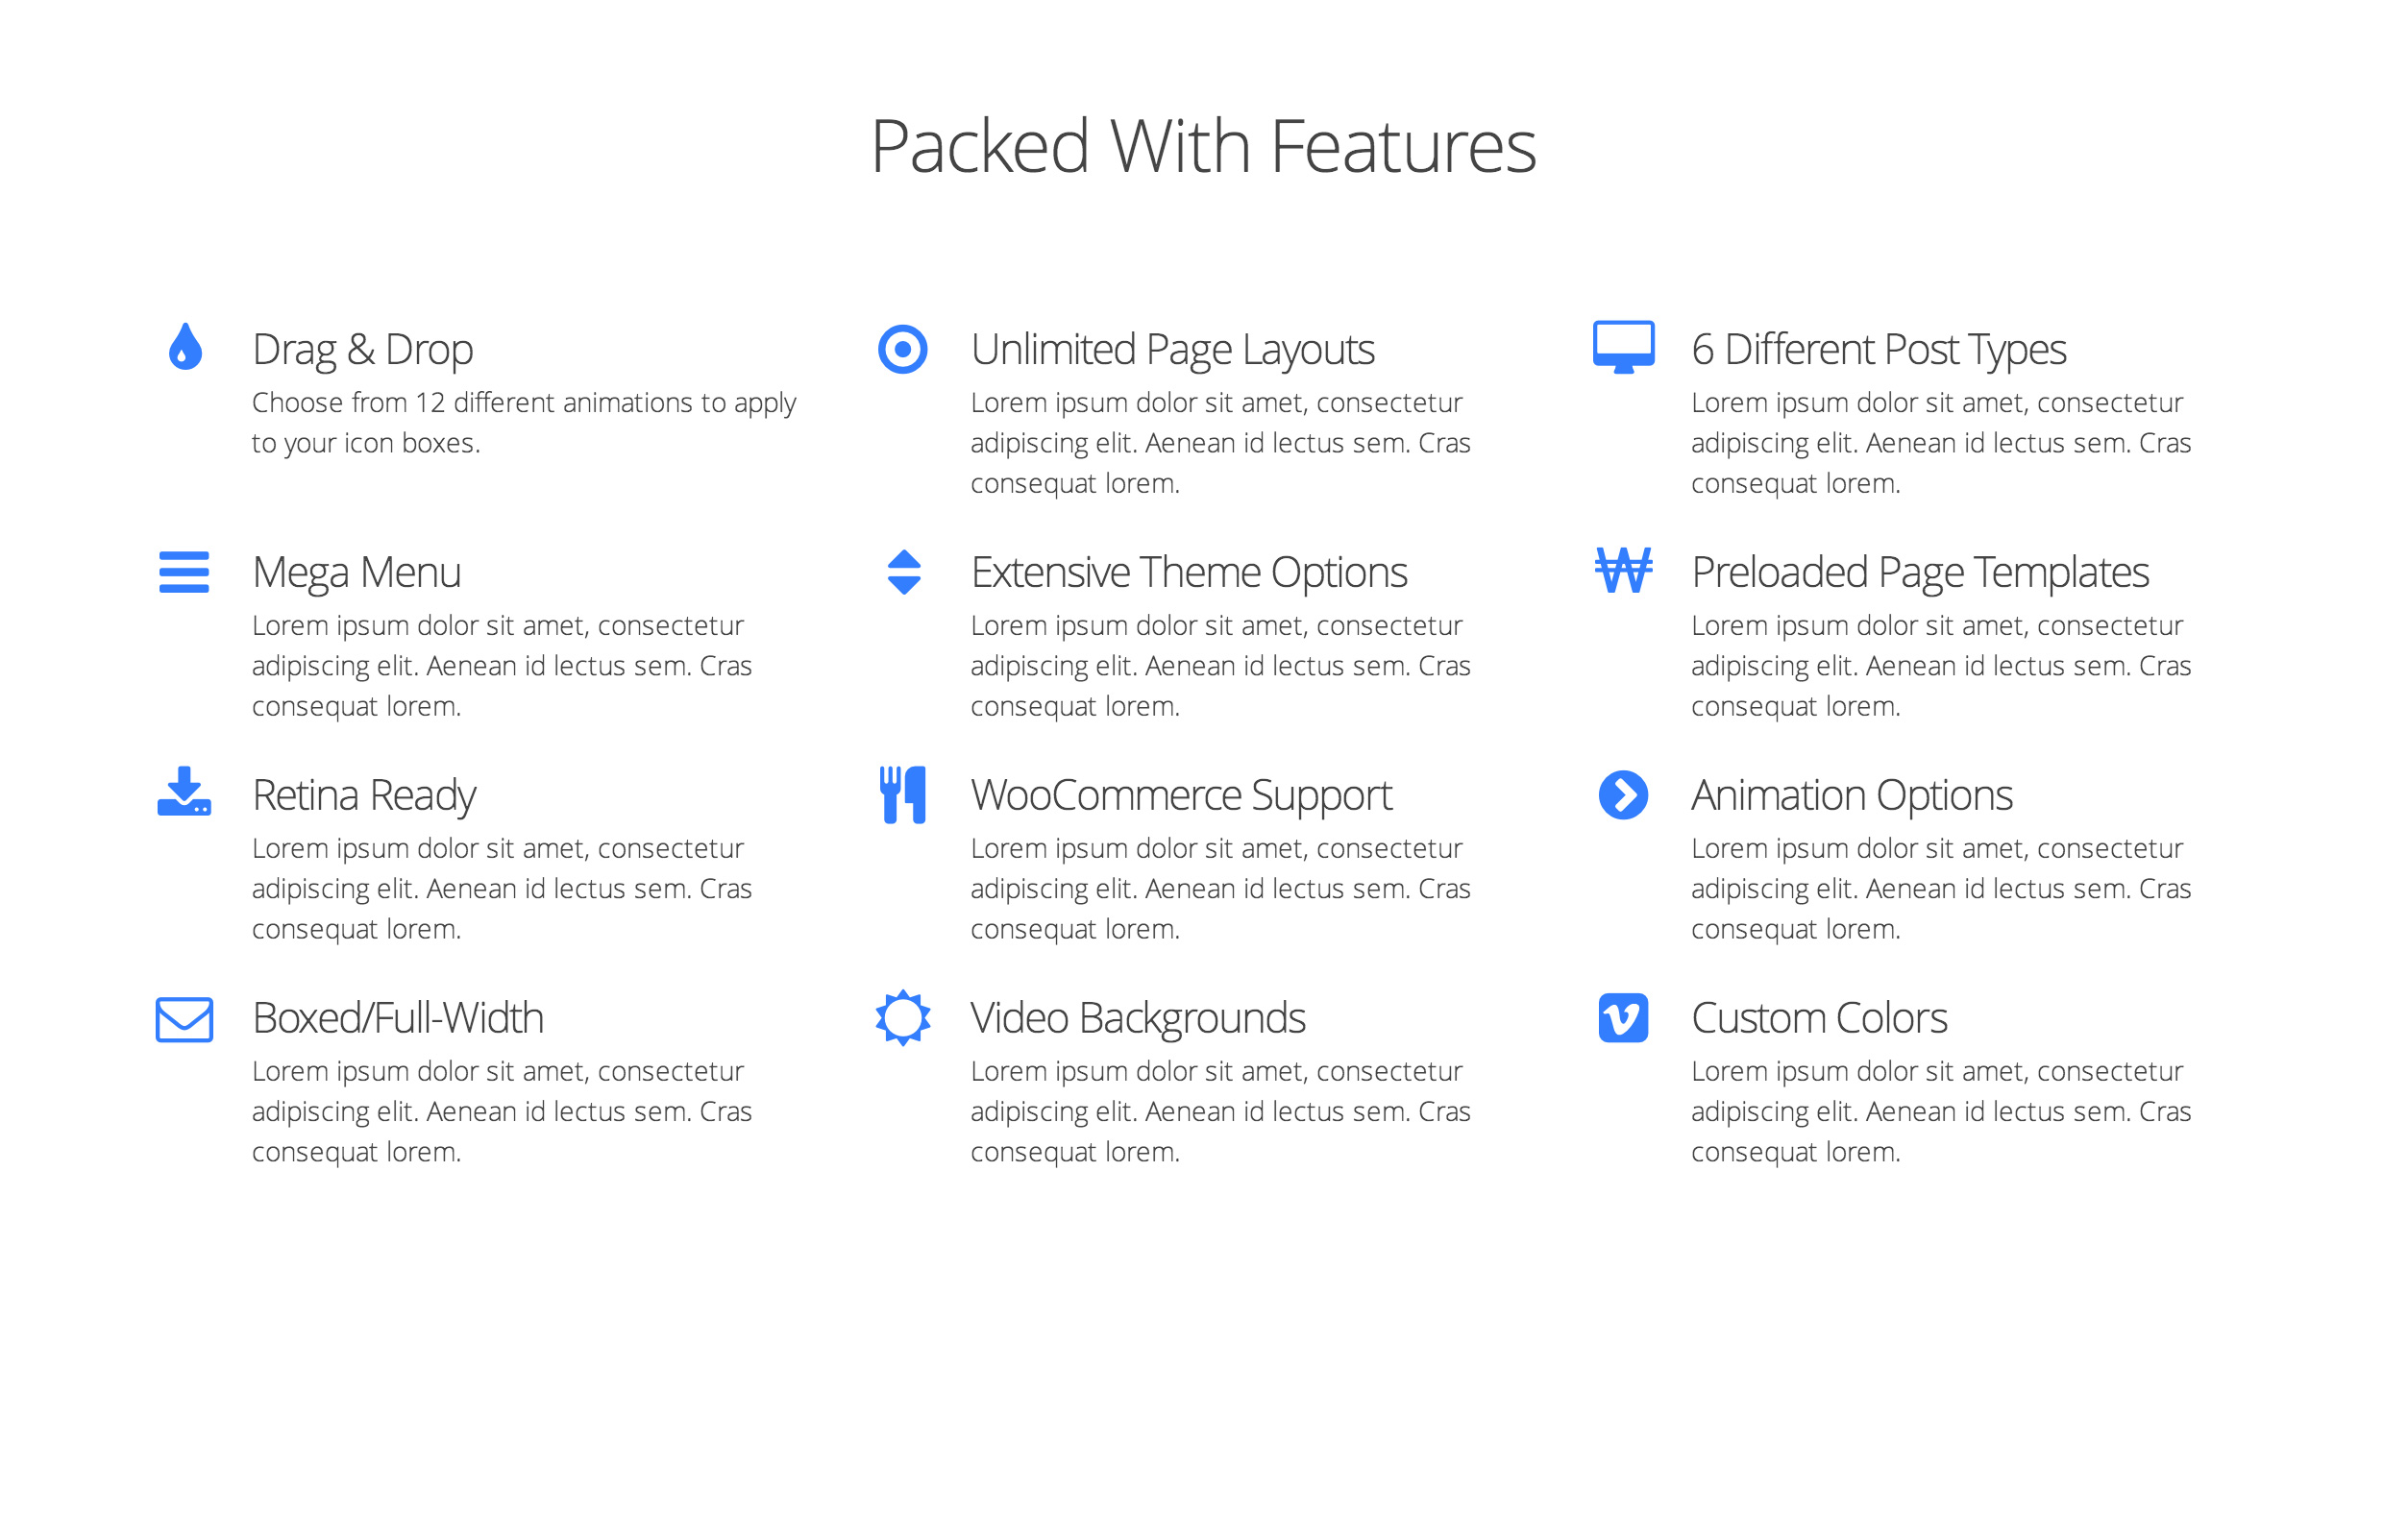 Packed With Features
Drag & Drop
Choose from 12 different animations to apply
to your icon boxes.
Unlimited Page Layouts
Lorem ipsum dolor sit amet, consectetur
adipiscing elit. Aenean id lectus sem. Cras
consequat lorem.
6 Different Post Types
Lorem ipsum dolor sit amet, consectetur
adipiscing elit. Aenean id lectus sem. Cras
consequat lorem.
Mega Menu
Lorem ipsum dolor sit amet, consectetur
adipiscing elit. Aenean id lectus sem. Cras
consequat lorem.
Extensive Theme Options
Lorem ipsum dolor sit amet, consectetur
adipiscing elit. Aenean id lectus sem. Cras
consequat lorem.
Preloaded Page Templates
Lorem ipsum dolor sit amet, consectetur
adipiscing elit. Aenean id lectus sem. Cras
consequat lorem.
Retina Ready
Lorem ipsum dolor sit amet, consectetur
adipiscing elit. Aenean id lectus sem. Cras
consequat lorem.
WooCommerce Support
Lorem ipsum dolor sit amet, consectetur
adipiscing elit. Aenean id lectus sem. Cras
consequat lorem.
Animation Options
Lorem ipsum dolor sit amet, consectetur
adipiscing elit. Aenean id lectus sem. Cras
consequat lorem.
Boxed/Full-Width
Lorem ipsum dolor sit amet, consectetur
adipiscing elit. Aenean id lectus sem. Cras
consequat lorem.
Video Backgrounds
Lorem ipsum dolor sit amet, consectetur
adipiscing elit. Aenean id lectus sem. Cras
consequat lorem.
Custom Colors
Lorem ipsum dolor sit amet, consectetur
adipiscing elit. Aenean id lectus sem. Cras
consequat lorem.